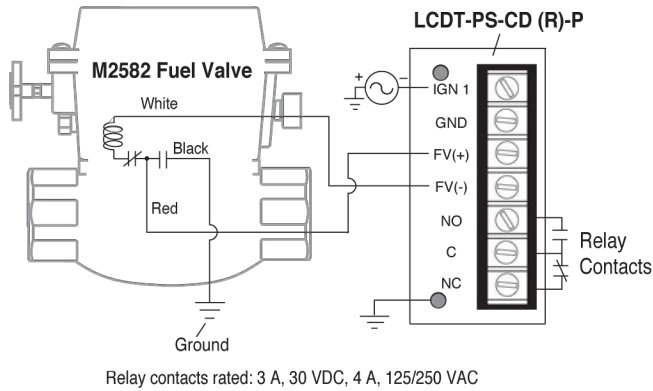 LCDT-PS-CD (R)-P
M2582 Fuel Valve
+
−
IGN 1
White
GND
Black
FV(+)
FV(-)
Red
NO
C
NC
Relay
Contacts
Ground
Relay contacts rated: 3 A, 30 VDC, 4 A, 125/250 VAC